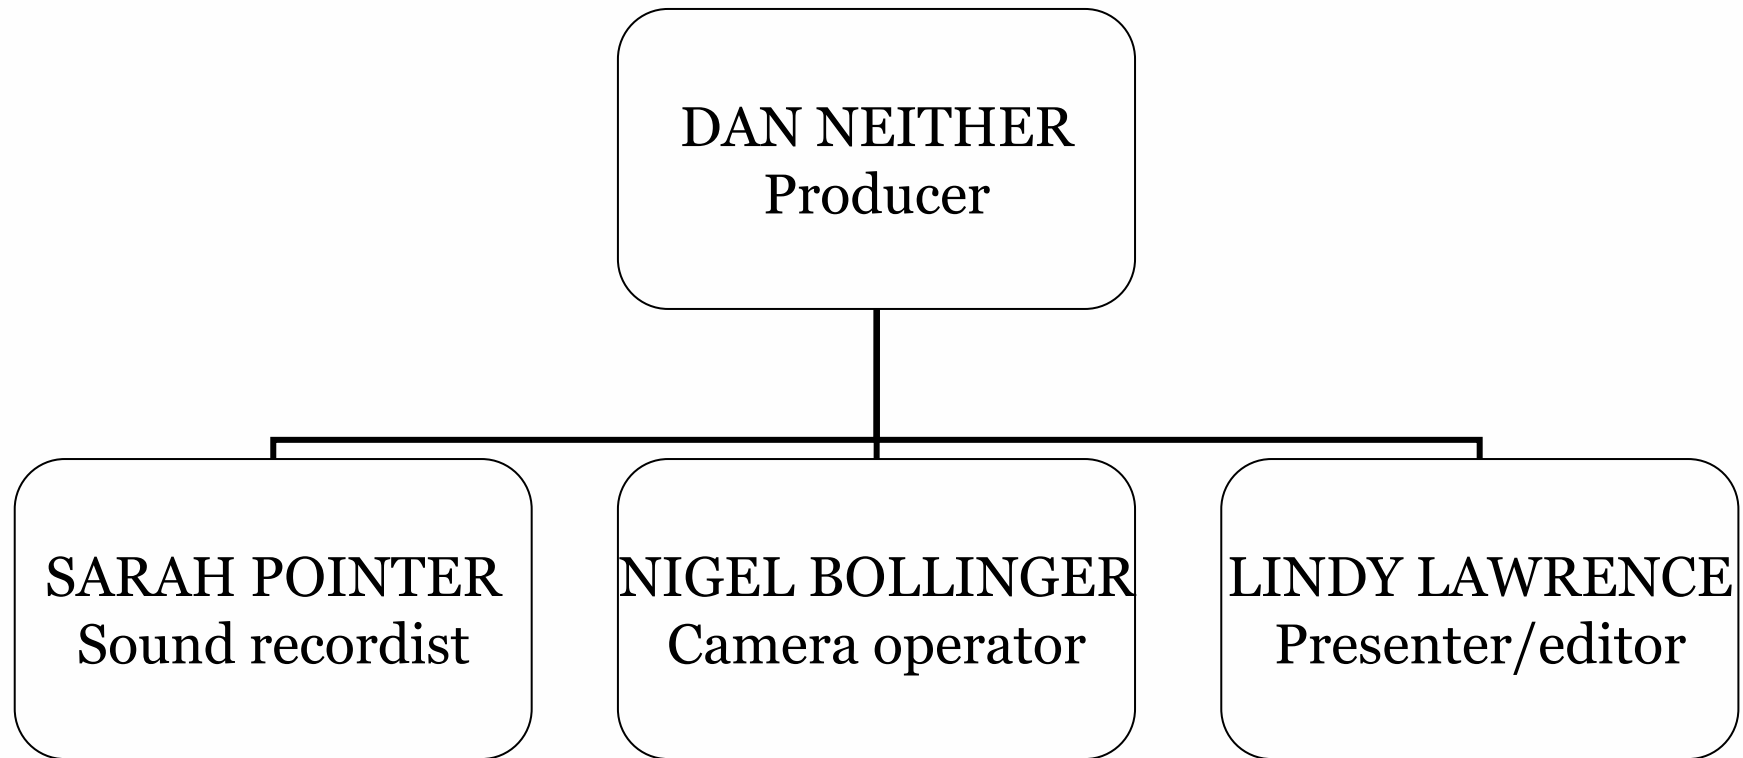 DAN NEITHER
Producer
SARAH POINTER
Sound recordist
NIGEL BOLLINGER
Camera operator
LINDY LAWRENCE
Presenter/editor